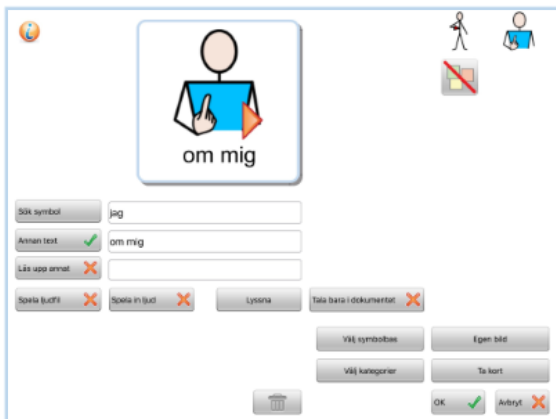 om mig
Sök symbol
jag
Annan text
om mig
Läs upp annat
Spela ljudfil
Spela in ljud
Lyssna
Tala bara i dokumentet
Välj symbolbas
Egen bild
Välj kategorier
Ta kort
OK
Avbryt